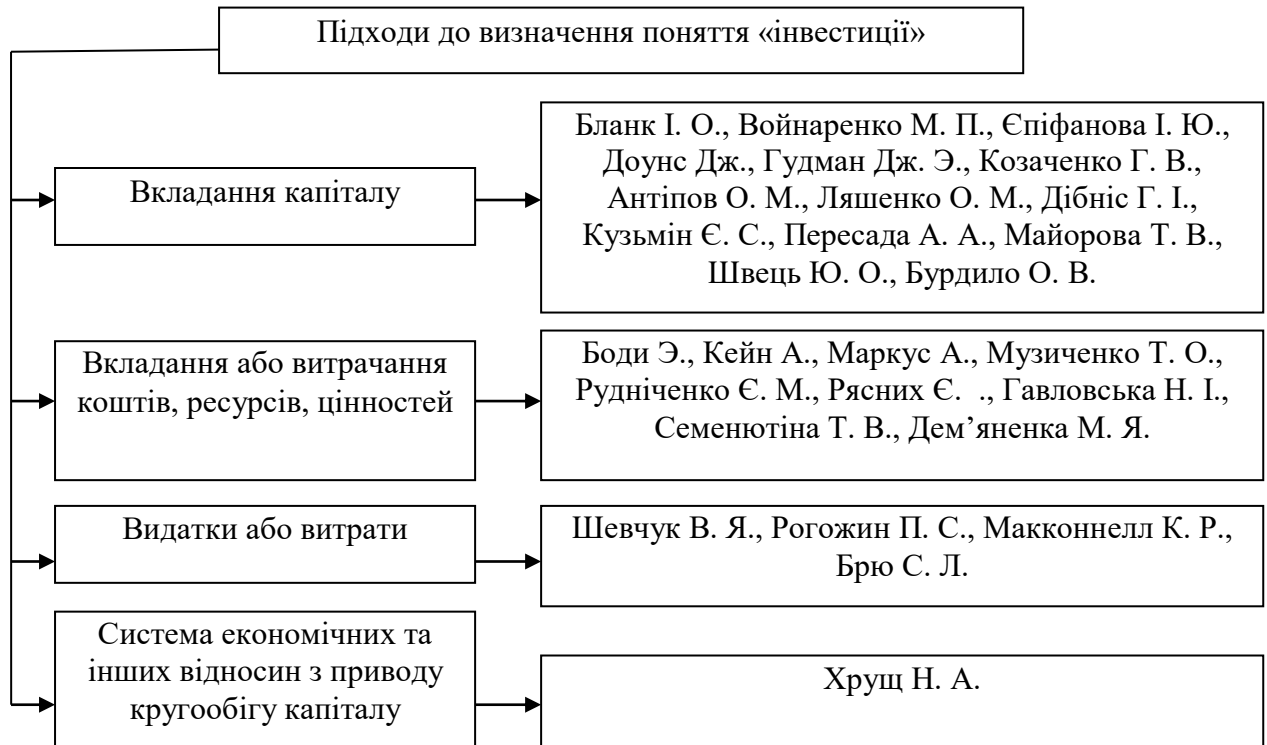 Підходи до визначення поняття «інвестиції»
Вкладання капіталу
Бланк І. О., Войнаренко М. П., Єпіфанова І. Ю.,
Доунс Дж., Гудман Дж. Э., Козаченко Г. В.,
Антіпов О. М., Ляшенко О. М., Дібніс Г. І.,
Кузьмін Є. С., Пересада А. А., Майорова Т. В.,
Швець Ю. О., Бурдило О. В.
Вкладання або витрачання
коштів, ресурсів, цінностей
Боди Э., Кейн А., Маркус А., Музиченко Т. О.,
Рудніченко Є. М., Рясних Є. ., Гавловська Н. І.,
Семенютіна Т. В., Дем’яненка М. Я.
Видатки або витрати
Шевчук В. Я., Рогожин П. С., Макконнелл К. Р.,
Брю С. Л.
Система економічних та
інших відносин з приводу
кругообігу капіталу
Хрущ Н. А.